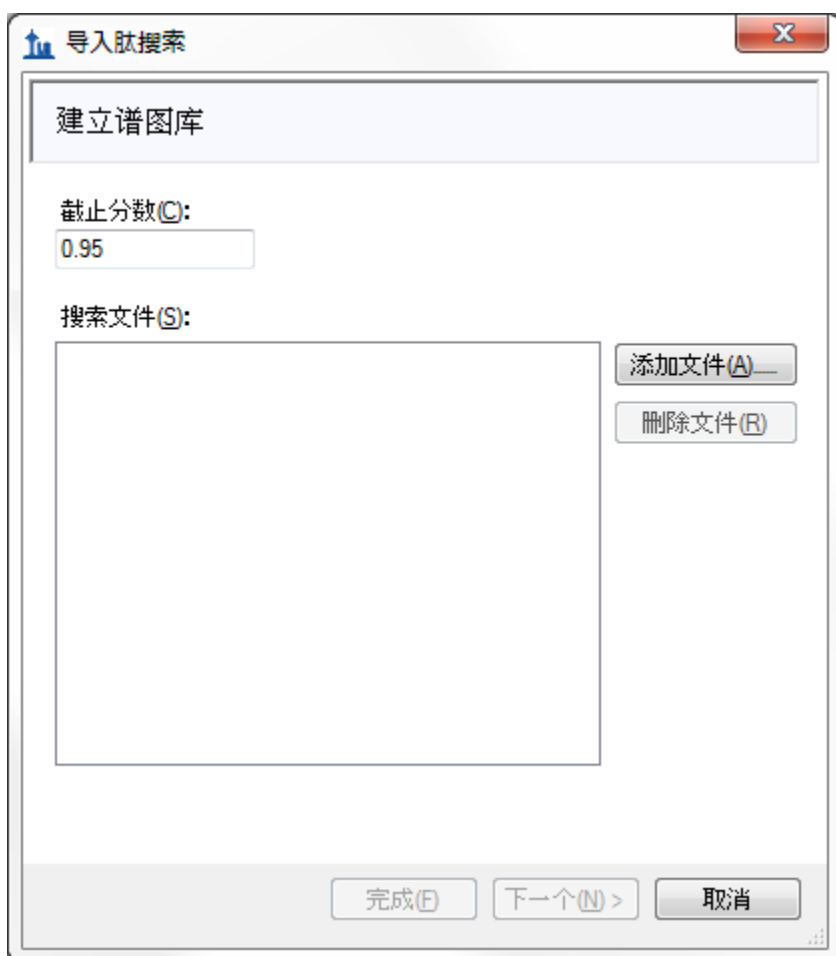 导入肽搜索
建立谱图库
截止分数(C):
0.95
搜索文件(S):
添加文件(A)......
删除文件(R)
完成(F)
下一个(N) >
取消